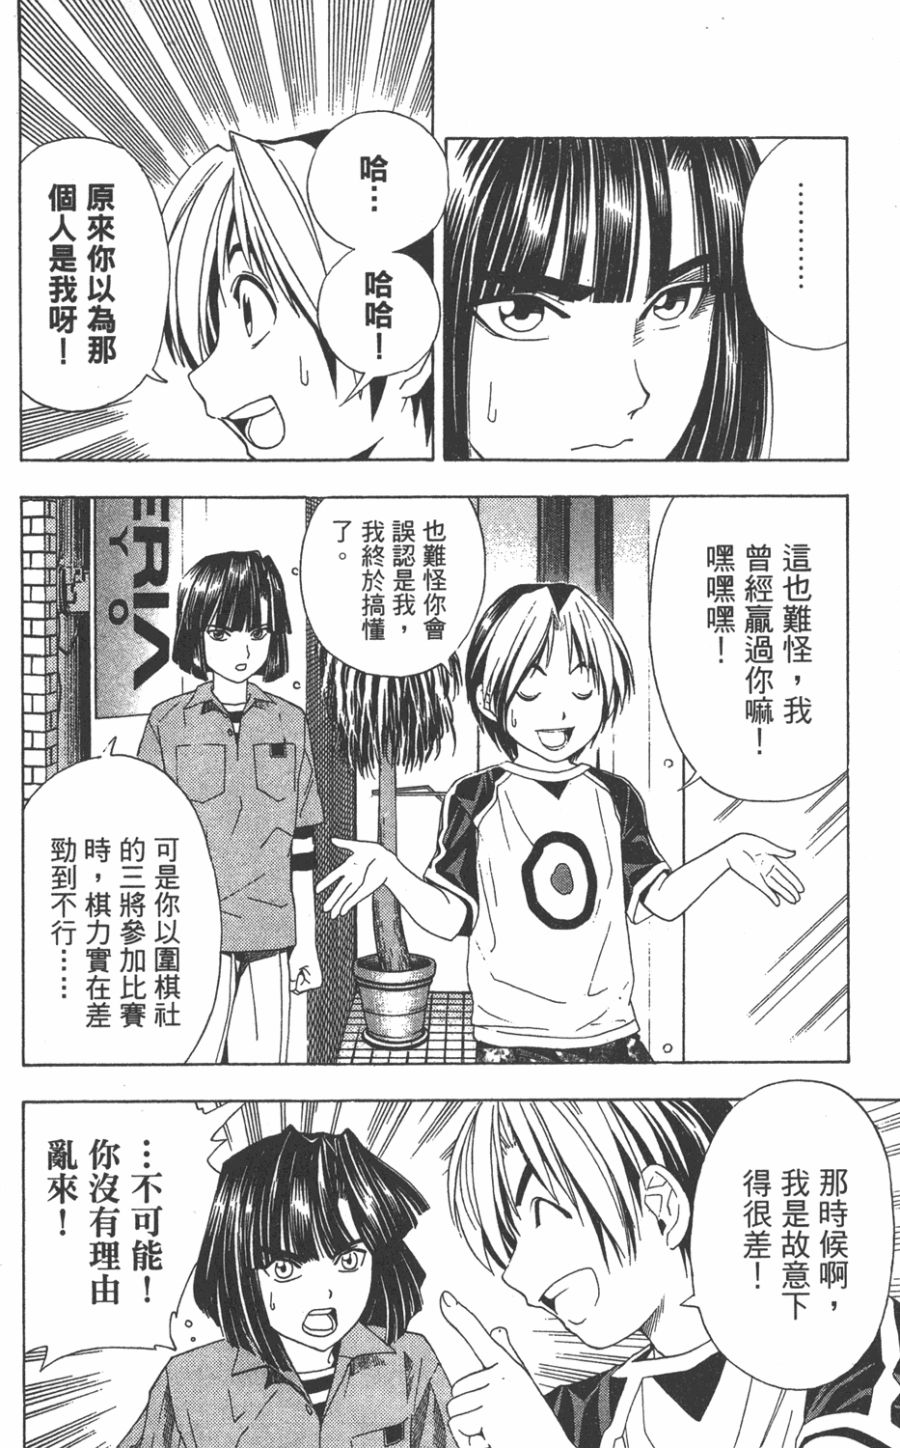 ………
哈…
哈哈！
原來你以為那
個人是我呀！
這也難怪，我
曾經贏過你嘛！
嘿嘿嘿！
也難怪你會
誤認是我，
我終於搞懂
了。
可是你以圍棋社
的三將參加比賽
時，棋力實在差
勁到不行……
ERIA
Y O
那時候啊，
我是故意下
得很差！
…不可能！
你沒有理由
亂來！